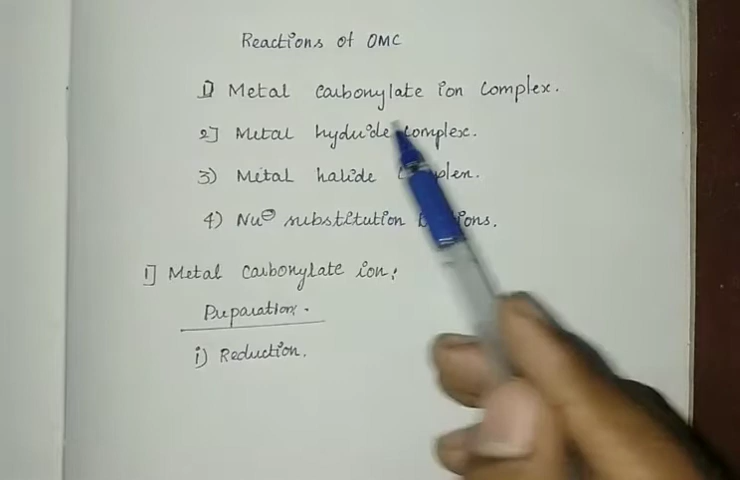 Reactions of OMC
1] Metal carbonylate ion complex.
2] Metal hydride complex.
3) Metal halide
4) Nu⊖ substitution
1] Metal carbonylate ion:
Preparation.
i) Reduction.